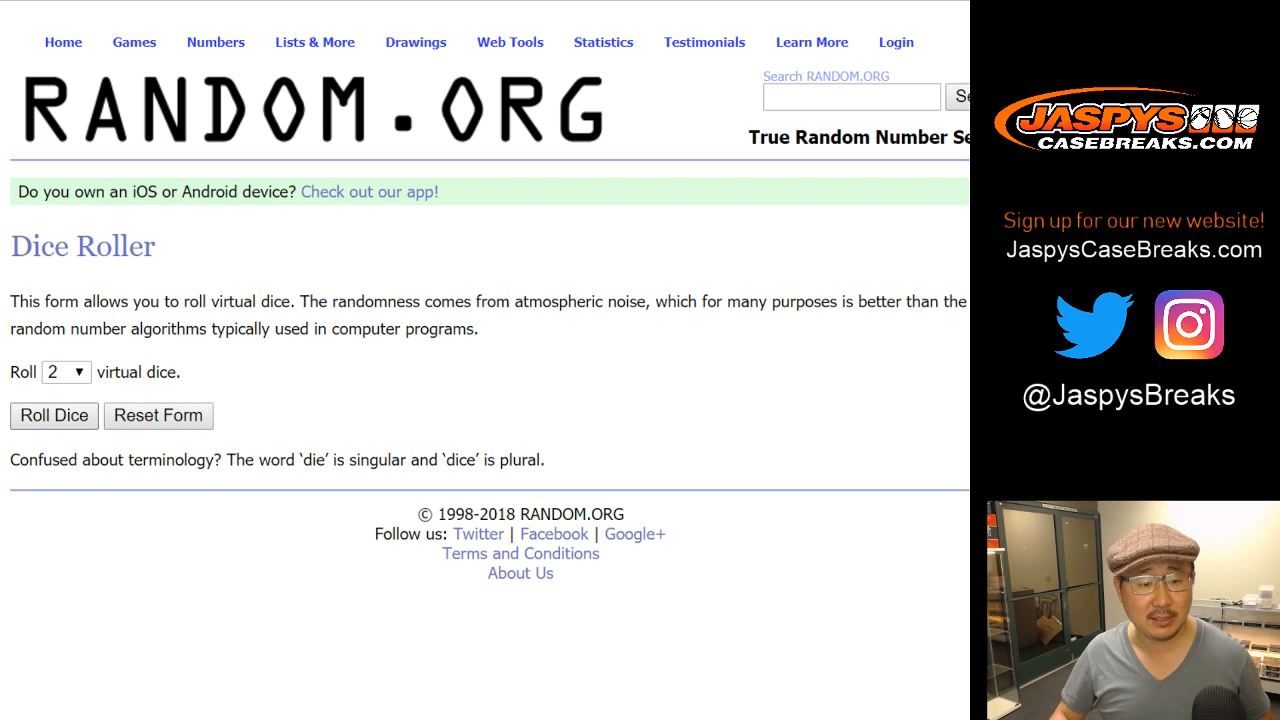 Home Games Numbers Lists & More Drawings Web Tools Statistics Testimonials Learn More Login
RANDOM.ORG
Search RANDOM.ORG
True Random Number Se
Do you own an iOS or Android device? Check out our app!
Dice Roller
This form allows you to roll virtual dice. The randomness comes from atmospheric noise, which for many purposes is better than the
random number algorithms typically used in computer programs.
Roll 2 virtual dice.
Roll Dice Reset Form
Confused about terminology? The word ‘die’ is singular and ‘dice’ is plural.
© 1998-2018 RANDOM.ORG
Follow us: Twitter | Facebook | Google+
Terms and Conditions
About Us
JASPYS
CASEBREAKS.COM
Sign up for our new website!
JaspysCaseBreaks.com
@JaspysBreaks